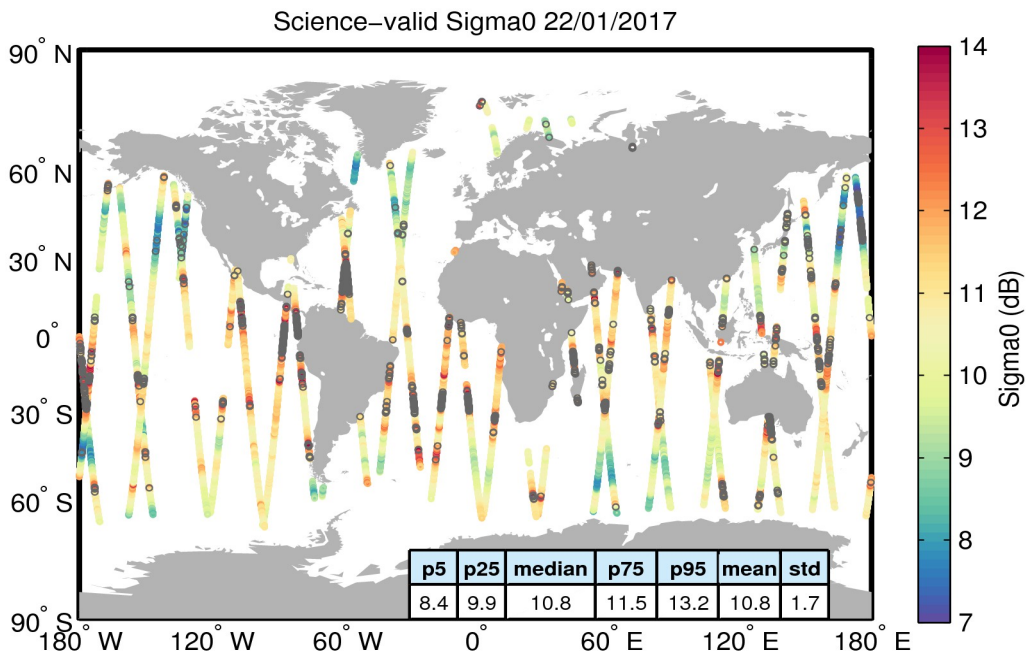 Science−valid Sigma0 22/01/2017
90° N
60° N
30° N
0°
30° S
60° S
90° S
180° W
120° W
60° W
0°
60° E
120° E
180° E
p5 p25 median p75 p95 mean std
8.4 9.9 10.8 11.5 13.2 10.8 1.7
14
13
12
11
10
9
8
7
Sigma0 (dB)